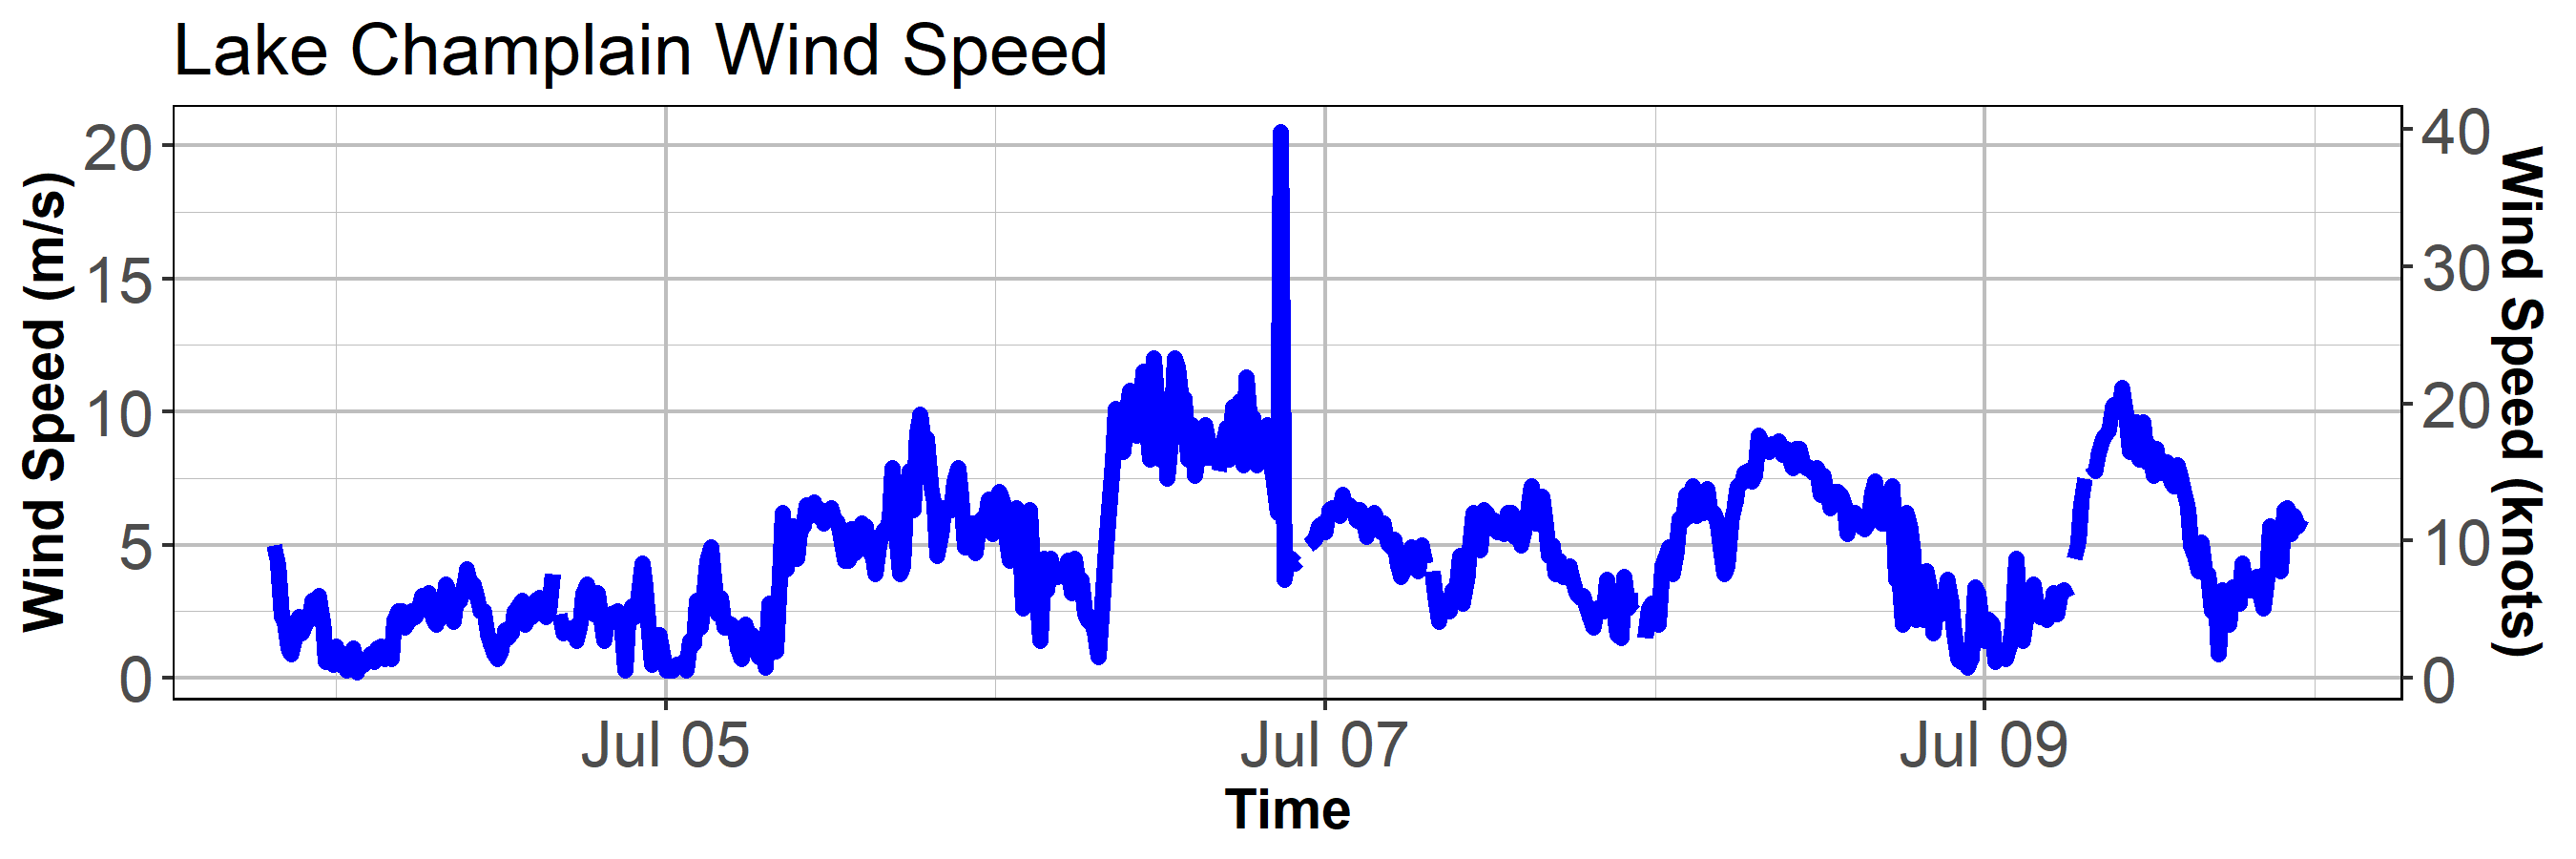 Lake Champlain Wind Speed
Wind Speed (m/s)
20
15
10
5
0
40
30
20
10
0
Wind Speed (knots)
Jul 05
Jul 07
Jul 09
Time